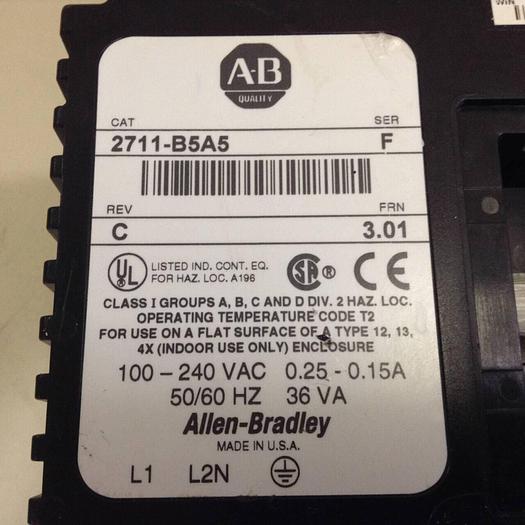 A-B
QUALITY
CAT SER
2711-B5A5 F
REV FRN
C 3.01
UL LISTED IND. CONT. EQ.
FOR HAZ. LOC. A196
SA ® CE
CLASS I GROUPS A, B, C AND D DIV. 2 HAZ. LOC.
OPERATING TEMPERATURE CODE T2
FOR USE ON A FLAT SURFACE OF A TYPE 12, 13,
4X (INDOOR USE ONLY) ENCLOSURE
100 – 240 VAC 0.25 - 0.15A
50/60 HZ 36 VA
Allen-Bradley
MADE IN U.S.A.
L1 L2N